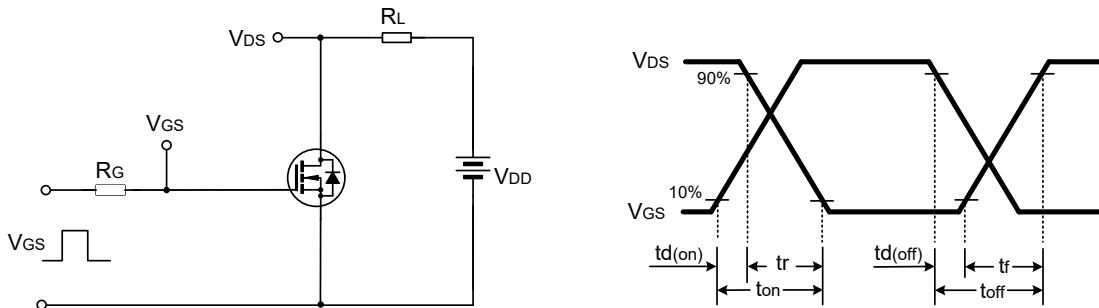 RL
VDS
VGS
RG
VDD
VGS
VDS
90%
10%
VGS
td(on)
tr
td(off)
tf
ton
toff